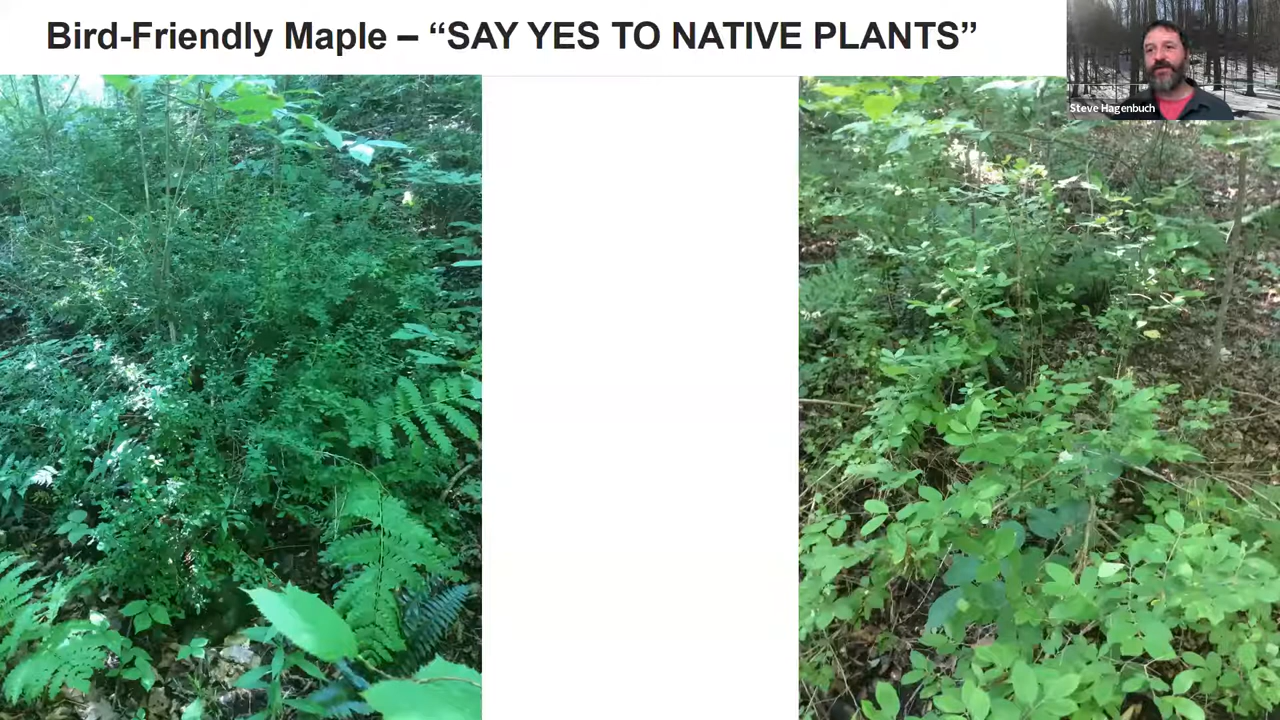 Bird-Friendly Maple – “SAY YES TO NATIVE PLANTS”
Steve Hagenbuch